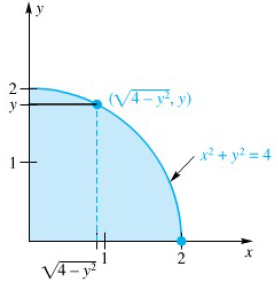 y
2
y
(√4 − y², y)
x² + y² = 4
1
1
2
x
√4 − y²